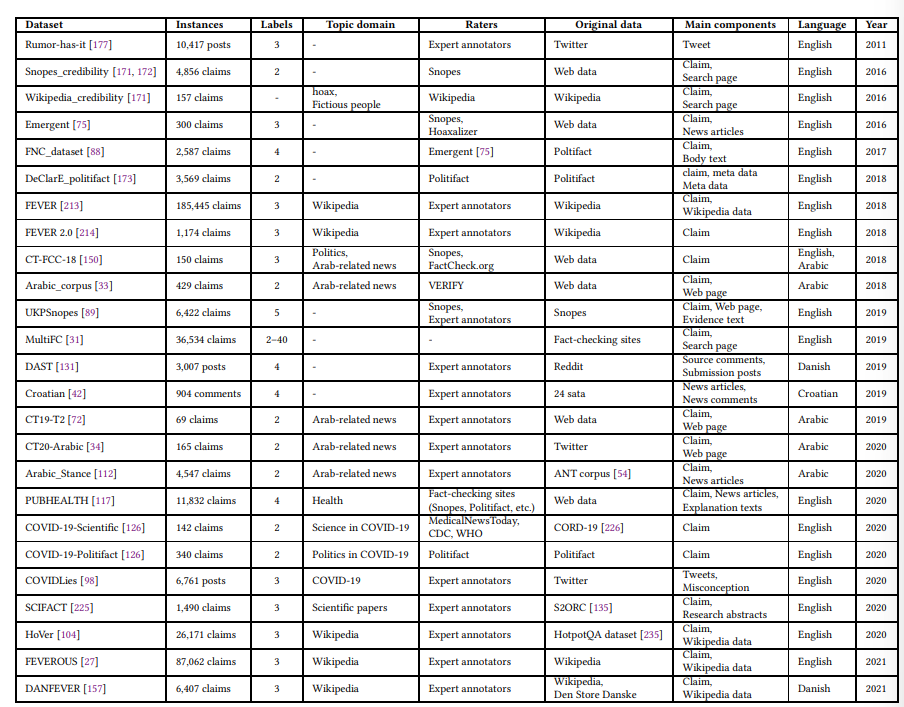 Dataset Instances Labels Topic domain Raters Original data Main components Language Year
Rumor-has-it [177] 10,417 posts 3 - Expert annotators Twitter Tweet English 2011
Snopes_credibility [171, 172] 4,856 claims 2 - Snopes Web data Claim, Search page English 2016
Wikipedia_credibility [171] 157 claims - hoax, Fictious people Wikipedia Wikipedia Claim, Search page English 2016
Emergent [75] 300 claims 3 - Snopes, Hoaxalizer Web data Claim, News articles English 2016
FNC_dataset [88] 2,587 claims 4 - Emergent [75] Poltifact Claim, Body text English 2017
DeClarE_politifact [173] 3,569 claims 2 - Politifact Politifact claim, meta data Meta data English 2018
FEVER [213] 185,445 claims 3 Wikipedia Expert annotators Wikipedia Claim, Wikipedia data English 2018
FEVER 2.0 [214] 1,174 claims 3 Wikipedia Expert annotators Wikipedia Claim English 2018
CT-FCC-18 [150] 150 claims 3 Politics, Arab-related news Snopes, FactCheck.org Web data Claim English, Arabic 2018
Arabic_corpus [33] 429 claims 2 Arab-related news VERIFY Web data Claim, Web page Arabic 2018
UKPSnopes [89] 6,422 claims 5 - Snopes, Expert annotators Snopes Claim, Web page, Evidence text English 2019
MultiFC [31] 36,534 claims 2–40 - - Fact-checking sites Claim, Search page English 2019
DAST [131] 3,007 posts 4 - Expert annotators Reddit Source comments, Submission posts Danish 2019
Croatian [42] 904 comments 4 - Expert annotators 24 sata News articles, News comments Croatian 2019
CT19-T2 [72] 69 claims 2 Arab-related news Expert annotators Web data Claim, Web page Arabic 2019
CT20-Arabic [34] 165 claims 2 Arab-related news Expert annotators Twitter Claim, Web page Arabic 2020
Arabic_Stance [112] 4,547 claims 2 Arab-related news Expert annotators ANT corpus [54] Claim, News articles Arabic 2020
PUBHEALTH [117] 11,832 claims 4 Health Fact-checking sites (Snopes, Politifact, etc.) Web data Claim, News articles, Explanation texts English 2020
COVID-19-Scientific [126] 142 claims 2 Science in COVID-19 MedicalNewsToday, CDC, WHO CORD-19 [226] Claim English 2020
COVID-19-Politifact [126] 340 claims 2 Politics in COVID-19 Politifact Politifact Claim English 2020
COVIDLies [98] 6,761 posts 3 COVID-19 Expert annotators Twitter Tweets, Misconception English 2020
SCIFACT [225] 1,490 claims 3 Scientific papers Expert annotators S2ORC [135] Claim, Research abstracts English 2020
HoVer [104] 26,171 claims 3 Wikipedia Expert annotators HotpotQA dataset [235] Claim, Wikipedia data English 2020
FEVEROUS [27] 87,062 claims 3 Wikipedia Expert annotators Wikipedia Claim, Wikipedia data English 2021
DANFEVER [157] 6,407 claims 3 Wikipedia Expert annotators Wikipedia, Den Store Danske Claim, Wikipedia data Danish 2021